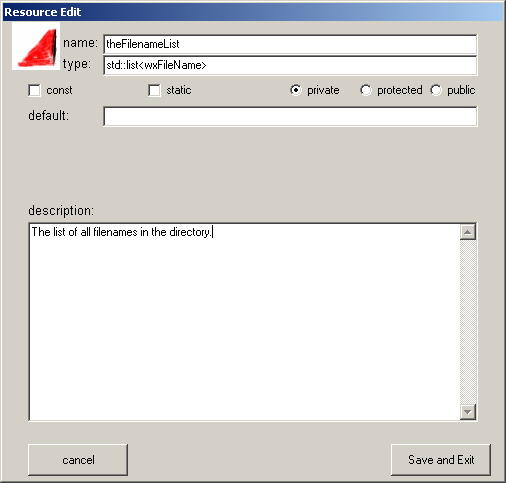 Resource Edit
name: theFilenameList
type: std::list<wxFileName>
const static private protected public
default:
description:
The list of all filenames in the directory.
cancel Save and Exit